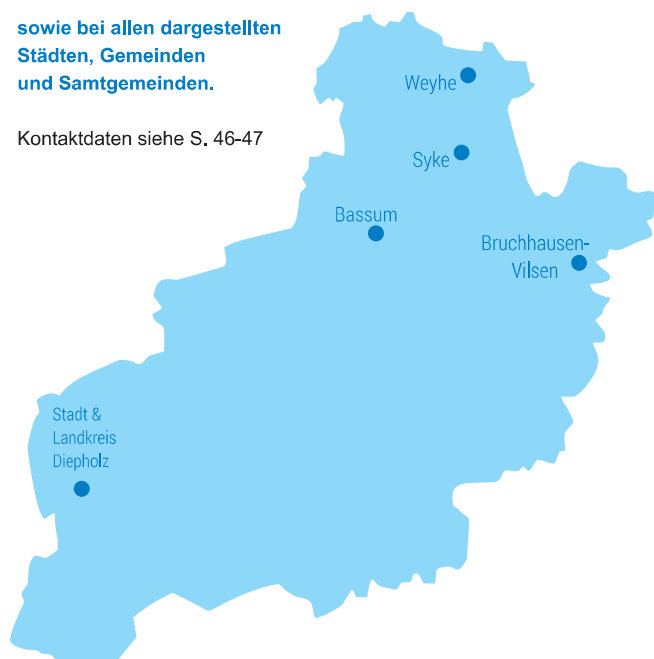 sowie bei allen dargestellten
Städten, Gemeinden
und Samtgemeinden.
Kontaktdaten siehe S. 46-47
Weyhe
Syke
Bassum
Bruchhausen-
Vilsen
Stadt &
Landkreis
Diepholz